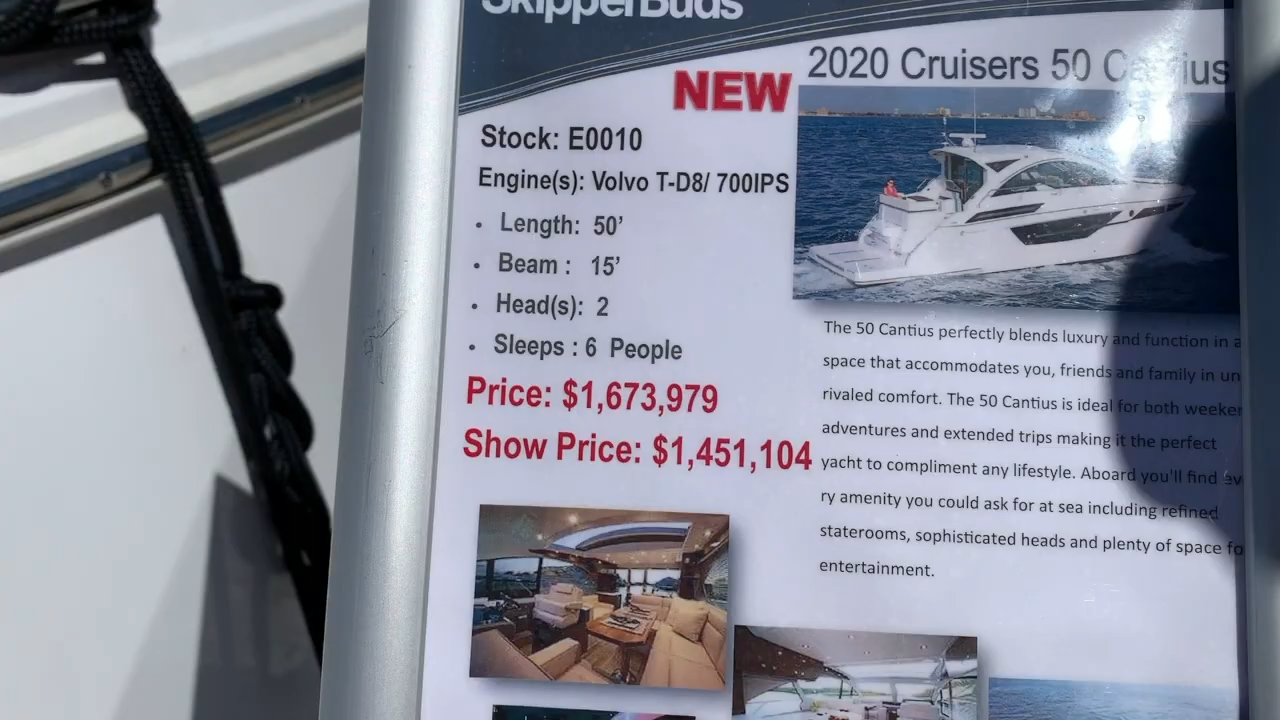 SkipperBuds
2020 Cruisers 50 Cantius
NEW
Stock: E0010
Engine(s): Volvo T-D8/ 700IPS
• Length: 50’
• Beam : 15’
• Head(s): 2
• Sleeps : 6 People
Price: $1,673,979
Show Price: $1,451,104
The 50 Cantius perfectly blends luxury and function in a
space that accommodates you, friends and family in un
rivaled comfort. The 50 Cantius is ideal for both weeken
adventures and extended trips making it the perfect
yacht to compliment any lifestyle. Aboard you'll find ev
ry amenity you could ask for at sea including refined
staterooms, sophisticated heads and plenty of space fo
entertainment.